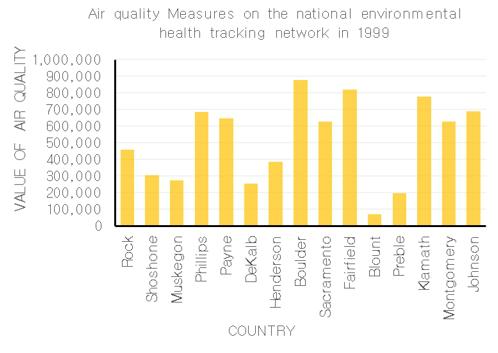 Air quality Measures on the national environmental
health tracking network in 1999
VALUE OF AIR QUALITY
1,000,000
900,000
800,000
700,000
600,000
500,000
400,000
300,000
200,000
100,000
0
Rock
Shoshone
Muskegon
Phillips
Payne
DeKalb
Henderson
Boulder
Sacramento
Fairfield
Blount
Preble
Klamath
Montgomery
Johnson
COUNTRY